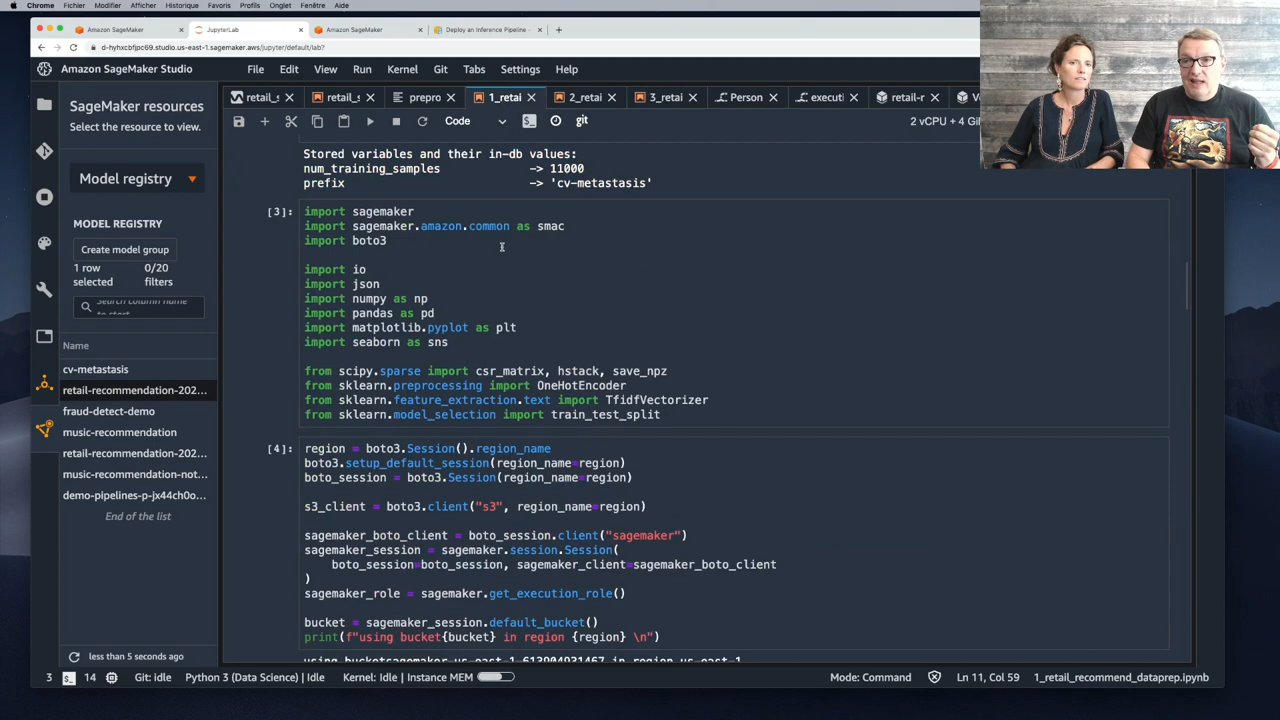 Chrome Fichier Modifier Afficher Historique Favoris Profils Onglet Fenêtre Aide
Amazon SageMaker
JupyterLab
Amazon SageMaker
Deploy an Inference Pipeline -
d-hyhxcbfjpc69.studio.us-east-1.sagemaker.aws/jupyter/default/lab?
Amazon SageMaker Studio
File Edit View Run Kernel Git Tabs Settings Help
SageMaker resources
Select the resource to view.
Model registry
MODEL REGISTRY
Create model group
1 row selected
0/20 filters
Search column name to start
Name
cv-metastasis
retail-recommendation-202...
fraud-detect-demo
music-recommendation
retail-recommendation-202...
music-recommendation-not...
demo-pipelines-p-jx44ch0o...
End of the list
less than 5 seconds ago
retail_s
retail_s
prepro
1_retai
2_retai
3_retai
Person
executi
retail-r
Code
git
2 vCPU + 4 Gi
Stored variables and their in-db values:
num_training_samples -> 11000
prefix -> 'cv-metastasis'
[3]:
import sagemaker
import sagemaker.amazon.common as smac
import boto3
import io
import json
import numpy as np
import pandas as pd
import matplotlib.pyplot as plt
import seaborn as sns
from scipy.sparse import csr_matrix, hstack, save_npz
from sklearn.preprocessing import OneHotEncoder
from sklearn.feature_extraction.text import TfidfVectorizer
from sklearn.model_selection import train_test_split
[4]:
region = boto3.Session().region_name
boto3.setup_default_session(region_name=region)
boto_session = boto3.Session(region_name=region)
s3_client = boto3.client("s3", region_name=region)
sagemaker_boto_client = boto_session.client("sagemaker")
sagemaker_session = sagemaker.session.Session(
boto_session=boto_session, sagemaker_client=sagemaker_boto_client
)
sagemaker_role = sagemaker.get_execution_role()
bucket = sagemaker_session.default_bucket()
print(f"using bucket{bucket} in region {region} \n")
using bucketsagemaker-us-east-1-613904931467 in region us-east-1
3 14 Git: idle Python 3 (Data Science) | Idle Kernel: Idle | Instance MEM
Mode: Command Ln 11, Col 59 1_retail_recommend_dataprep.ipynb